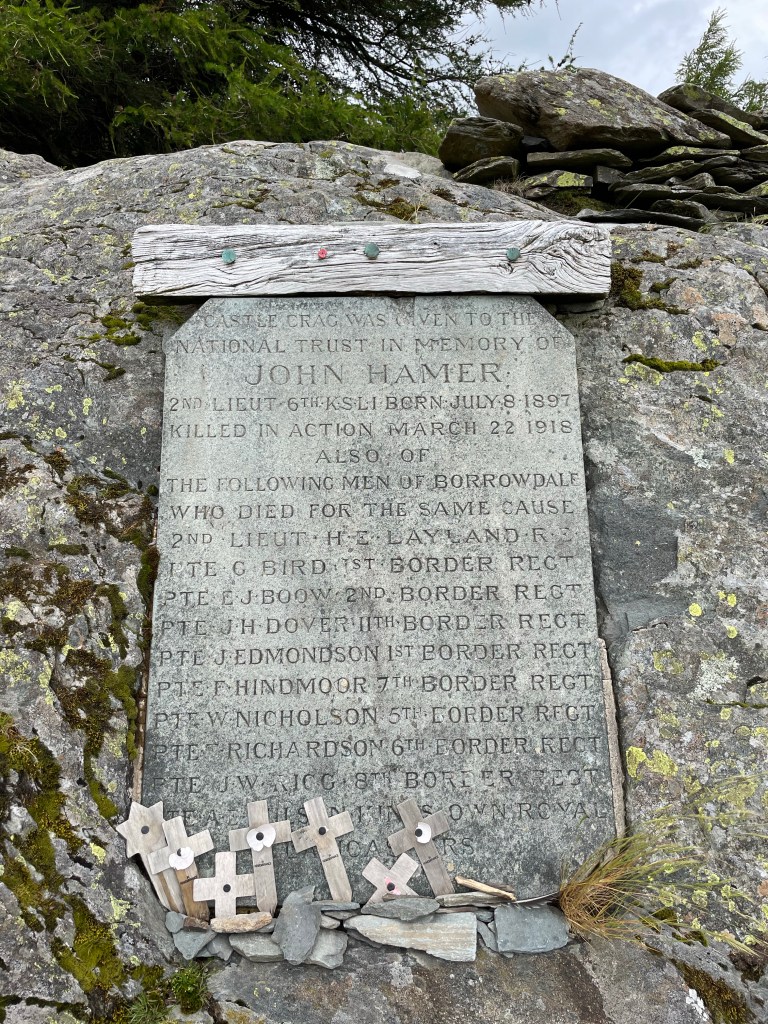 CASTLE CRAG WAS GIVEN TO THE
NATIONAL TRUST IN MEMORY OF
JOHN HAMER
2ND·LIEUT·6TH·K·S·L·I BORN·JULY·8·1897
KILLED IN ACTION MARCH 22 1918
ALSO OF
THE FOLLOWING MEN OF BORROWDALE
WHO DIED FOR THE SAME CAUSE
2ND LIEUT·H·E·LAYLAND·R·E·
PTE G·BIRD·1ST·BORDER REGT
PTE E·J·BOOW·2ND·BORDER REGT
PTE J·H·DOVER·11TH·BORDER REGT
PTE J·EDMONDSON 1ST BORDER REGT
PTE·F·HINDMOOR 7TH·BORDER REGT
PTE·W·NICHOLSON 5TH·BORDER REGT
PTE RICHARDSON 6TH·BORDER REGT
PTE J.W.RIGG·8TH BORDER REGT
PTE OWN ROYAL